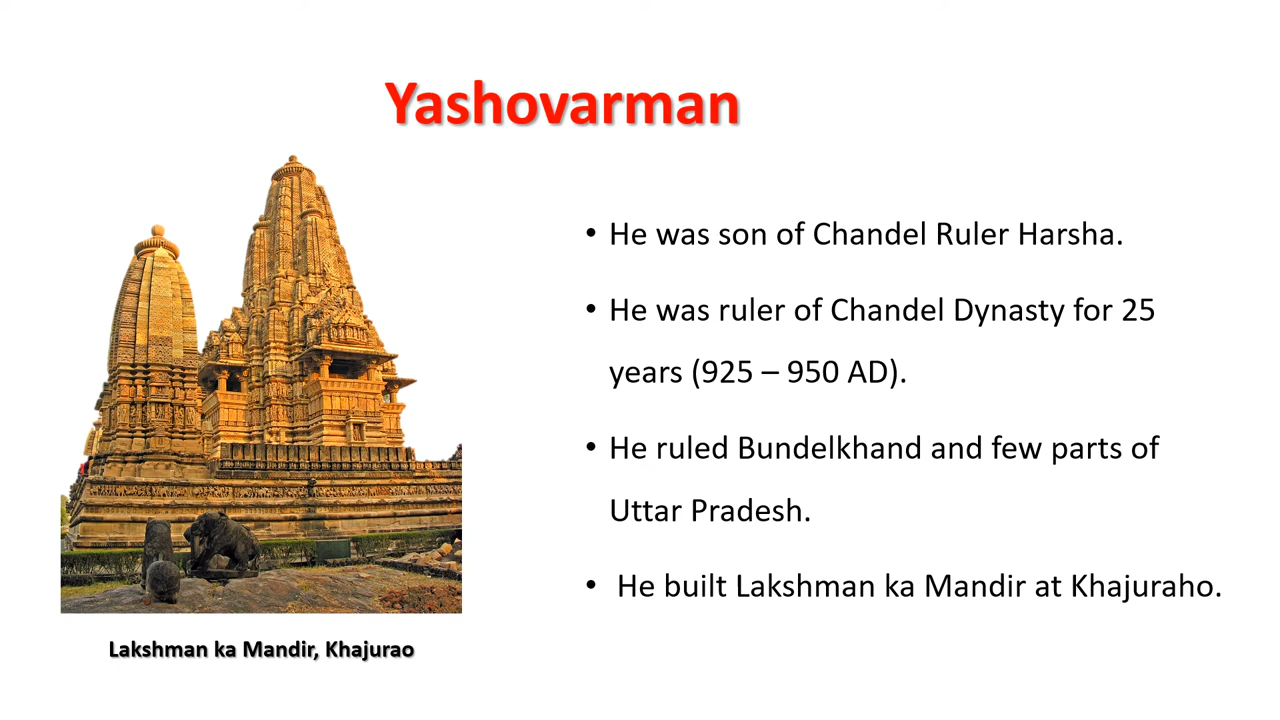 Yashovarman
• He was son of Chandel Ruler Harsha.
• He was ruler of Chandel Dynasty for 25
years (925 – 950 AD).
• He ruled Bundelkhand and few parts of
Uttar Pradesh.
• He built Lakshman ka Mandir at Khajuraho.
Lakshman ka Mandir, Khajurao